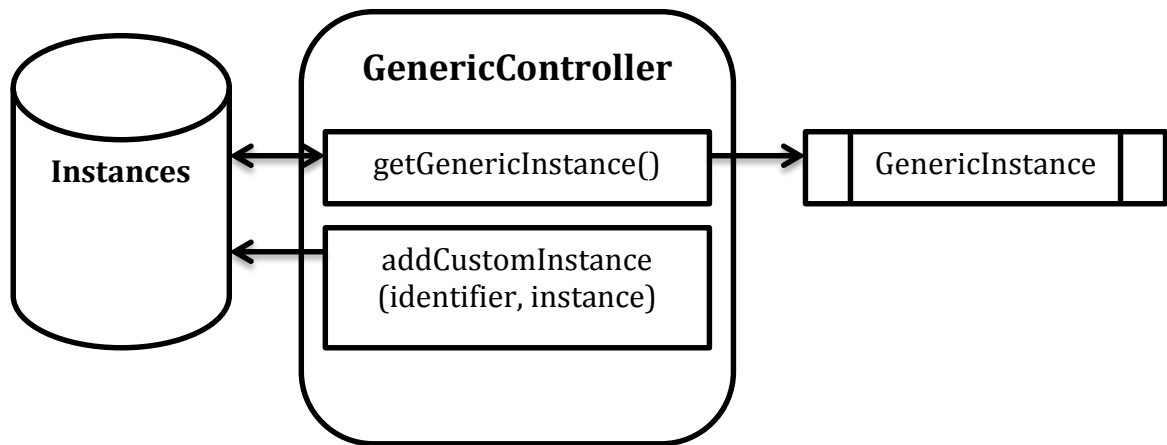 GenericController
Instances
getGenericInstance()
GenericInstance
addCustomInstance
(identifier, instance)